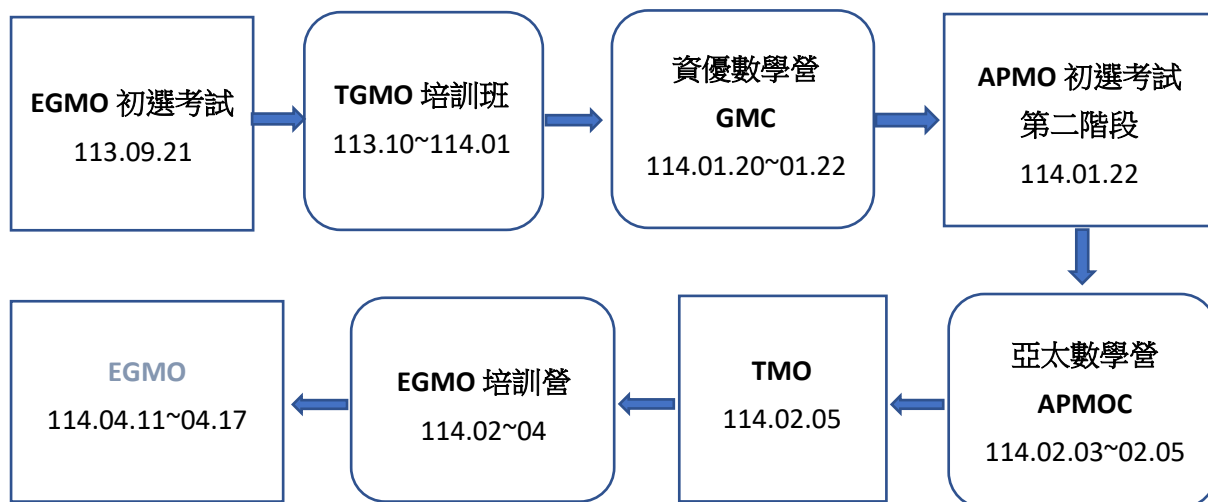 EGMO 初選考試
113.09.21
TGMO 培訓班
113.10~114.01
資優數學營
GMC
114.01.20~01.22
APMO 初選考試
第二階段
114.01.22
亞太數學營
APMOC
114.02.03~02.05
TMO
114.02.05
EGMO 培訓營
114.02~04
EGMO
114.04.11~04.17